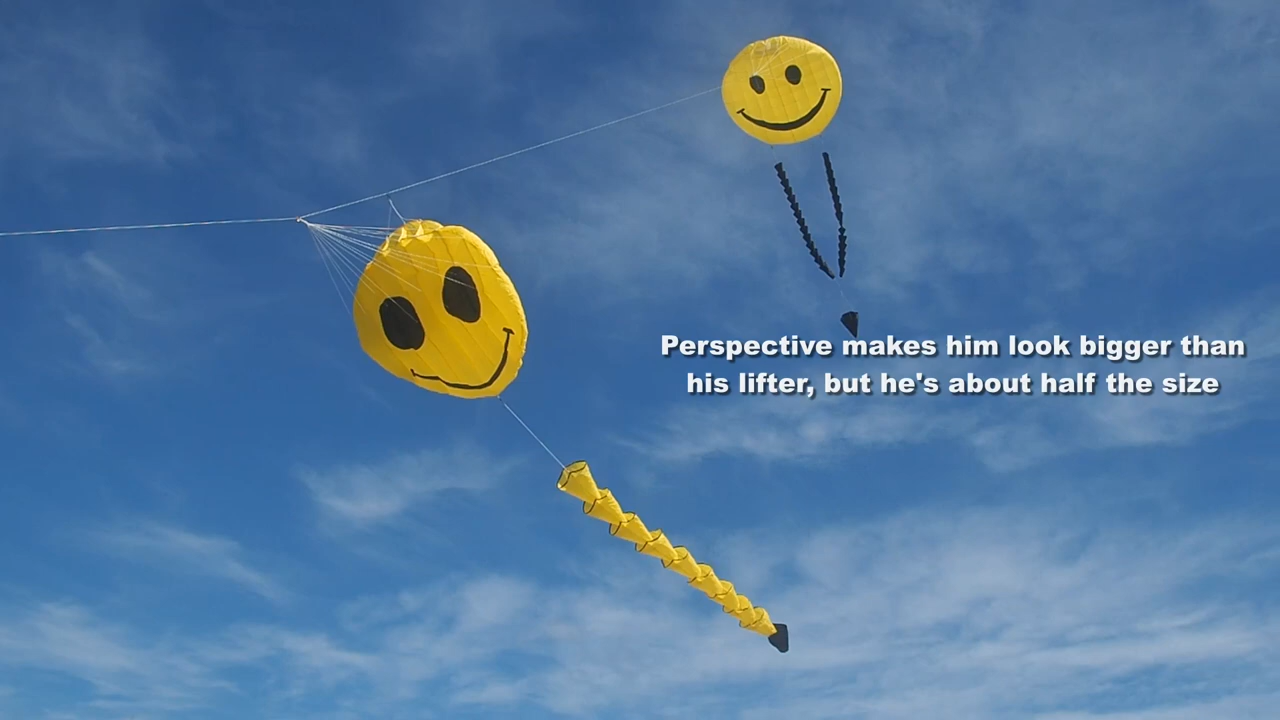 Perspective makes him look bigger than
his lifter, but he's about half the size